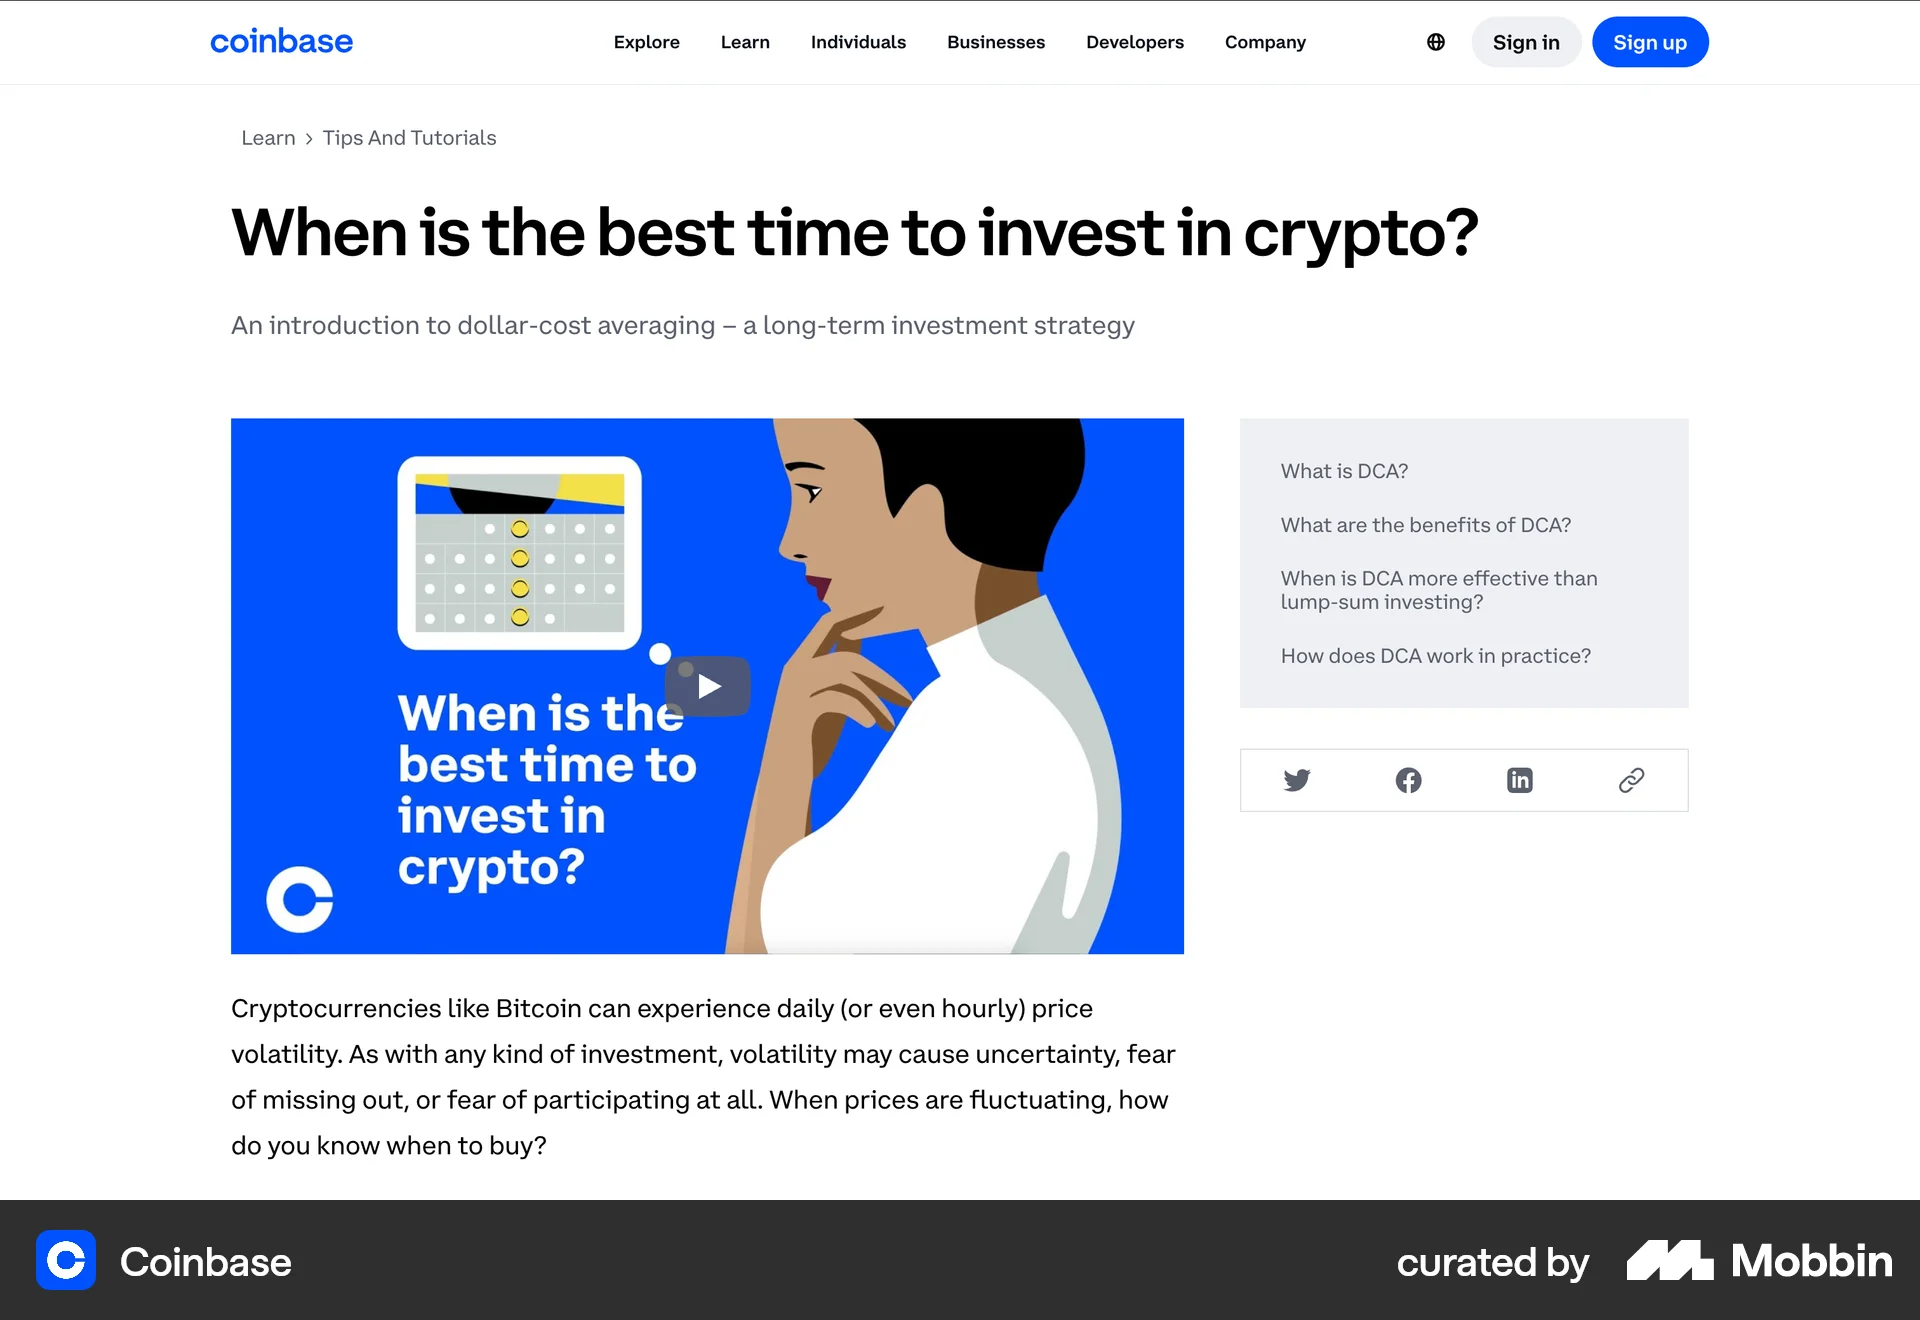 coinbase
Explore
Learn
Individuals
Businesses
Developers
Company
Sign in
Sign up
Learn › Tips And Tutorials
When is the best time to invest in crypto?
An introduction to dollar-cost averaging – a long-term investment strategy
When is the
best time to
invest in
crypto?
What is DCA?
What are the benefits of DCA?
When is DCA more effective than
lump-sum investing?
How does DCA work in practice?
Cryptocurrencies like Bitcoin can experience daily (or even hourly) price
volatility. As with any kind of investment, volatility may cause uncertainty, fear
of missing out, or fear of participating at all. When prices are fluctuating, how
do you know when to buy?
Coinbase
curated by Mobbin